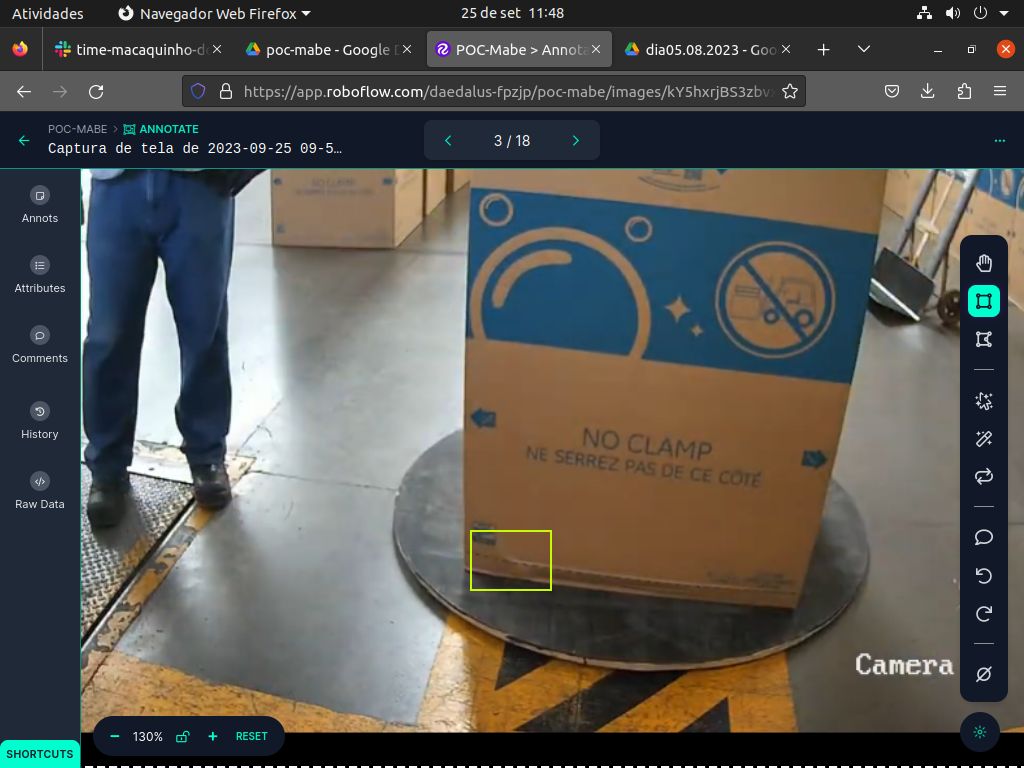 Atividades
Navegador Web Firefox
25 de set 11:48
time-macaquinho-d
poc-mabe - Google
POC-Mabe > Annota
dia05.08.2023 - Goo
https://app.roboflow.com/daedalus-fpzjp/poc-mabe/images/kY5hxrjBS3zbv
POC-MABE > ANNOTATE
Captura de tela de 2023-09-25 09-5…
3 / 18
Annots
Attributes
Comments
History
Raw Data
NO CLAMP
NO CLAMP
NE SERREZ PAS DE CE CÔTÉ
Camera
130%
RESET
SHORTCUTS